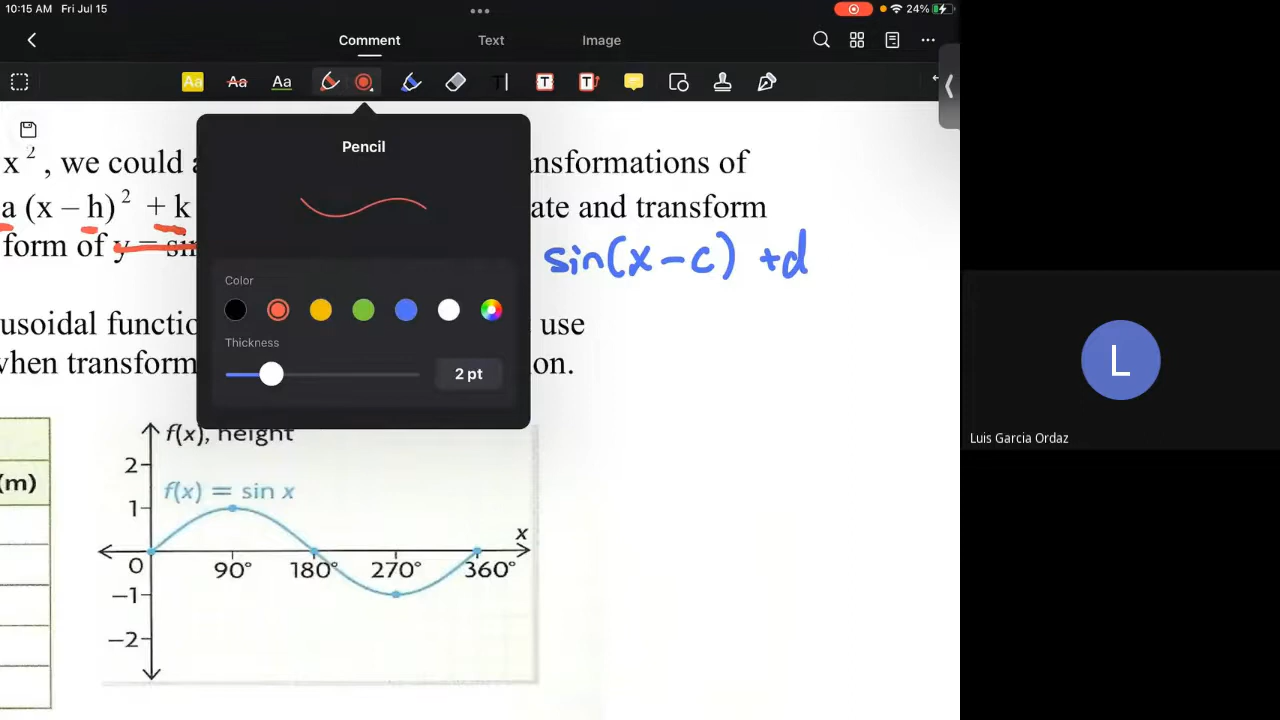 10:15 AM Fri Jul 15
24%
Comment Text Image
Aa Aa Aa T T T
Pencil
x², we could a ansformations of
a (x – h)² + k ate and transform
form of y = sin sin(x-c) +d
Color
usoidal functio use
Thickness
when transform on.
2 pt
f(x), height
(m)
2
f(x) = sin x
1
x
0 90° 180° 270° 360°
-1
-2
L
Luis Garcia Ordaz